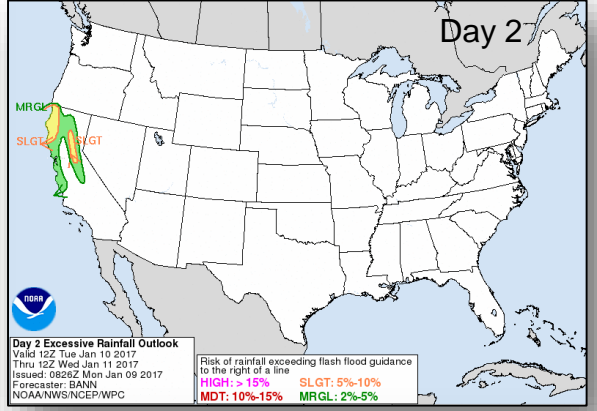 Day 2
MRGL
SLGT
SLGT
NOAA
Day 2 Excessive Rainfall Outlook
Valid 12Z Tue Jan 10 2017
Thru 12Z Wed Jan 11 2017
Issued: 0826Z Mon Jan 09 2017
Forecaster: BANN
NOAA/NWS/NCEP/WPC
Risk of rainfall exceeding flash flood guidance
to the right of a line
HIGH: > 15% SLGT: 5%-10%
MDT: 10%-15% MRGL: 2%-5%